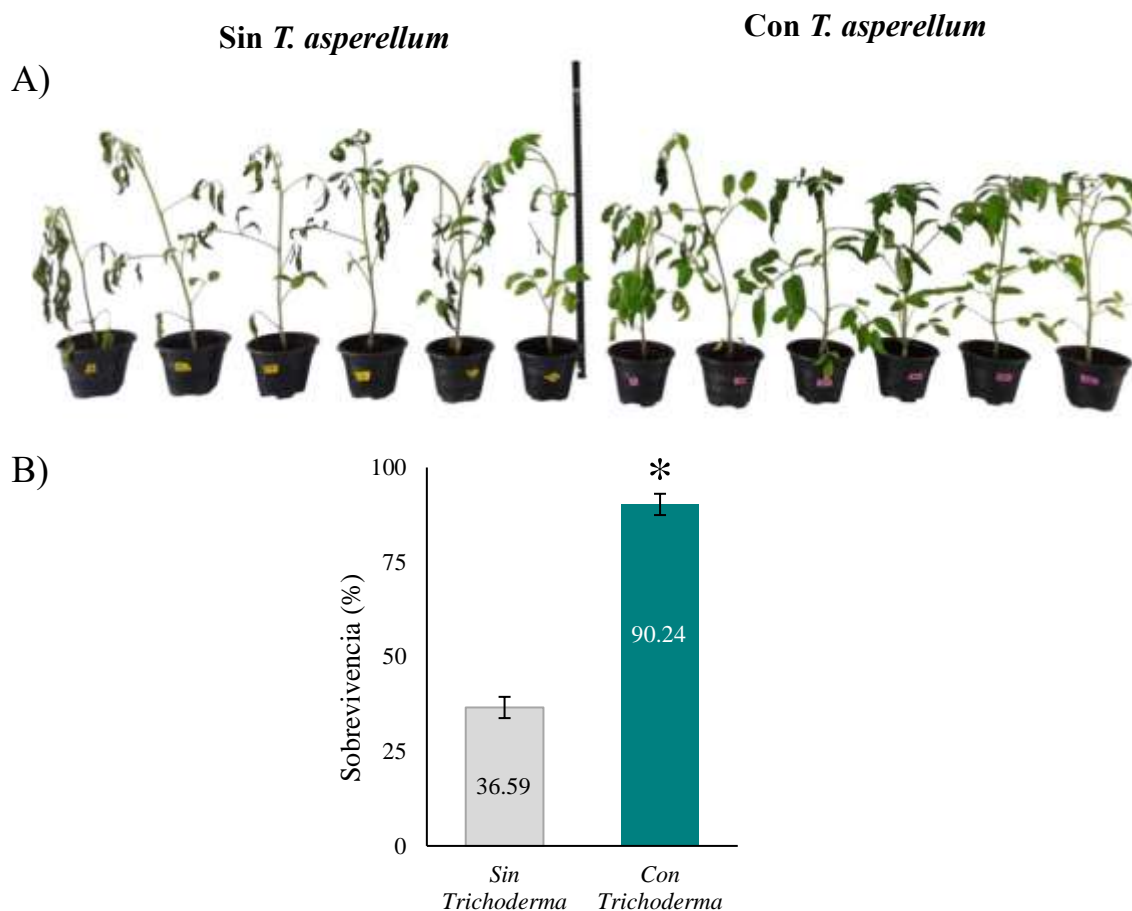 Sin T. asperellum
Con T. asperellum
A)
B)
100
75
50
25
0
Sobrevivencia (%)
36.59
90.24
*
Sin
Trichoderma
Con
Trichoderma